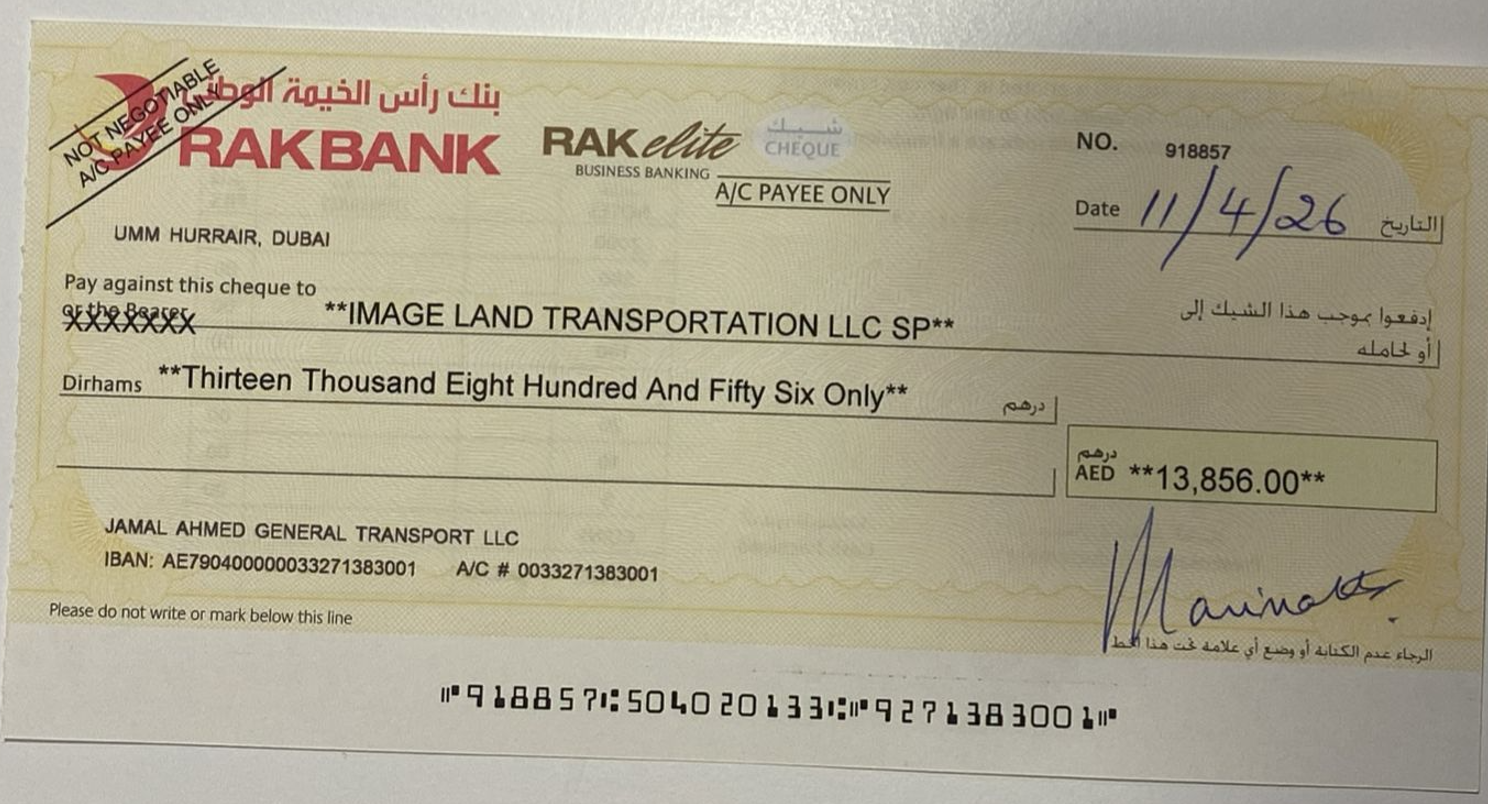 NOT NEGOTIABLE
A/C PAYEE ONLY
بنك رأس الخيمة الوطني
RAKBANK
RAKelite
BUSINESS BANKING
شيك
CHEQUE
A/C PAYEE ONLY
NO. 918857
Date 11/4/26 التاريخ
UMM HURRAIR, DUBAI
Pay against this cheque to
or the Bearer
XXXXXXX
**IMAGE LAND TRANSPORTATION LLC SP**
إدفعوا بموجب هذا الشيك إلى
أو لحامله
Dirhams **Thirteen Thousand Eight Hundred And Fifty Six Only** درهم
درهم
AED **13,856.00**
JAMAL AHMED GENERAL TRANSPORT LLC
IBAN: AE790400000033271383001 A/C # 0033271383001
Please do not write or mark below this line
الرجاء عدم الكتابة أو وضع أي علامة تحت هذا الخط
⑈918857⑆504020133⑆⑈9271383001⑈